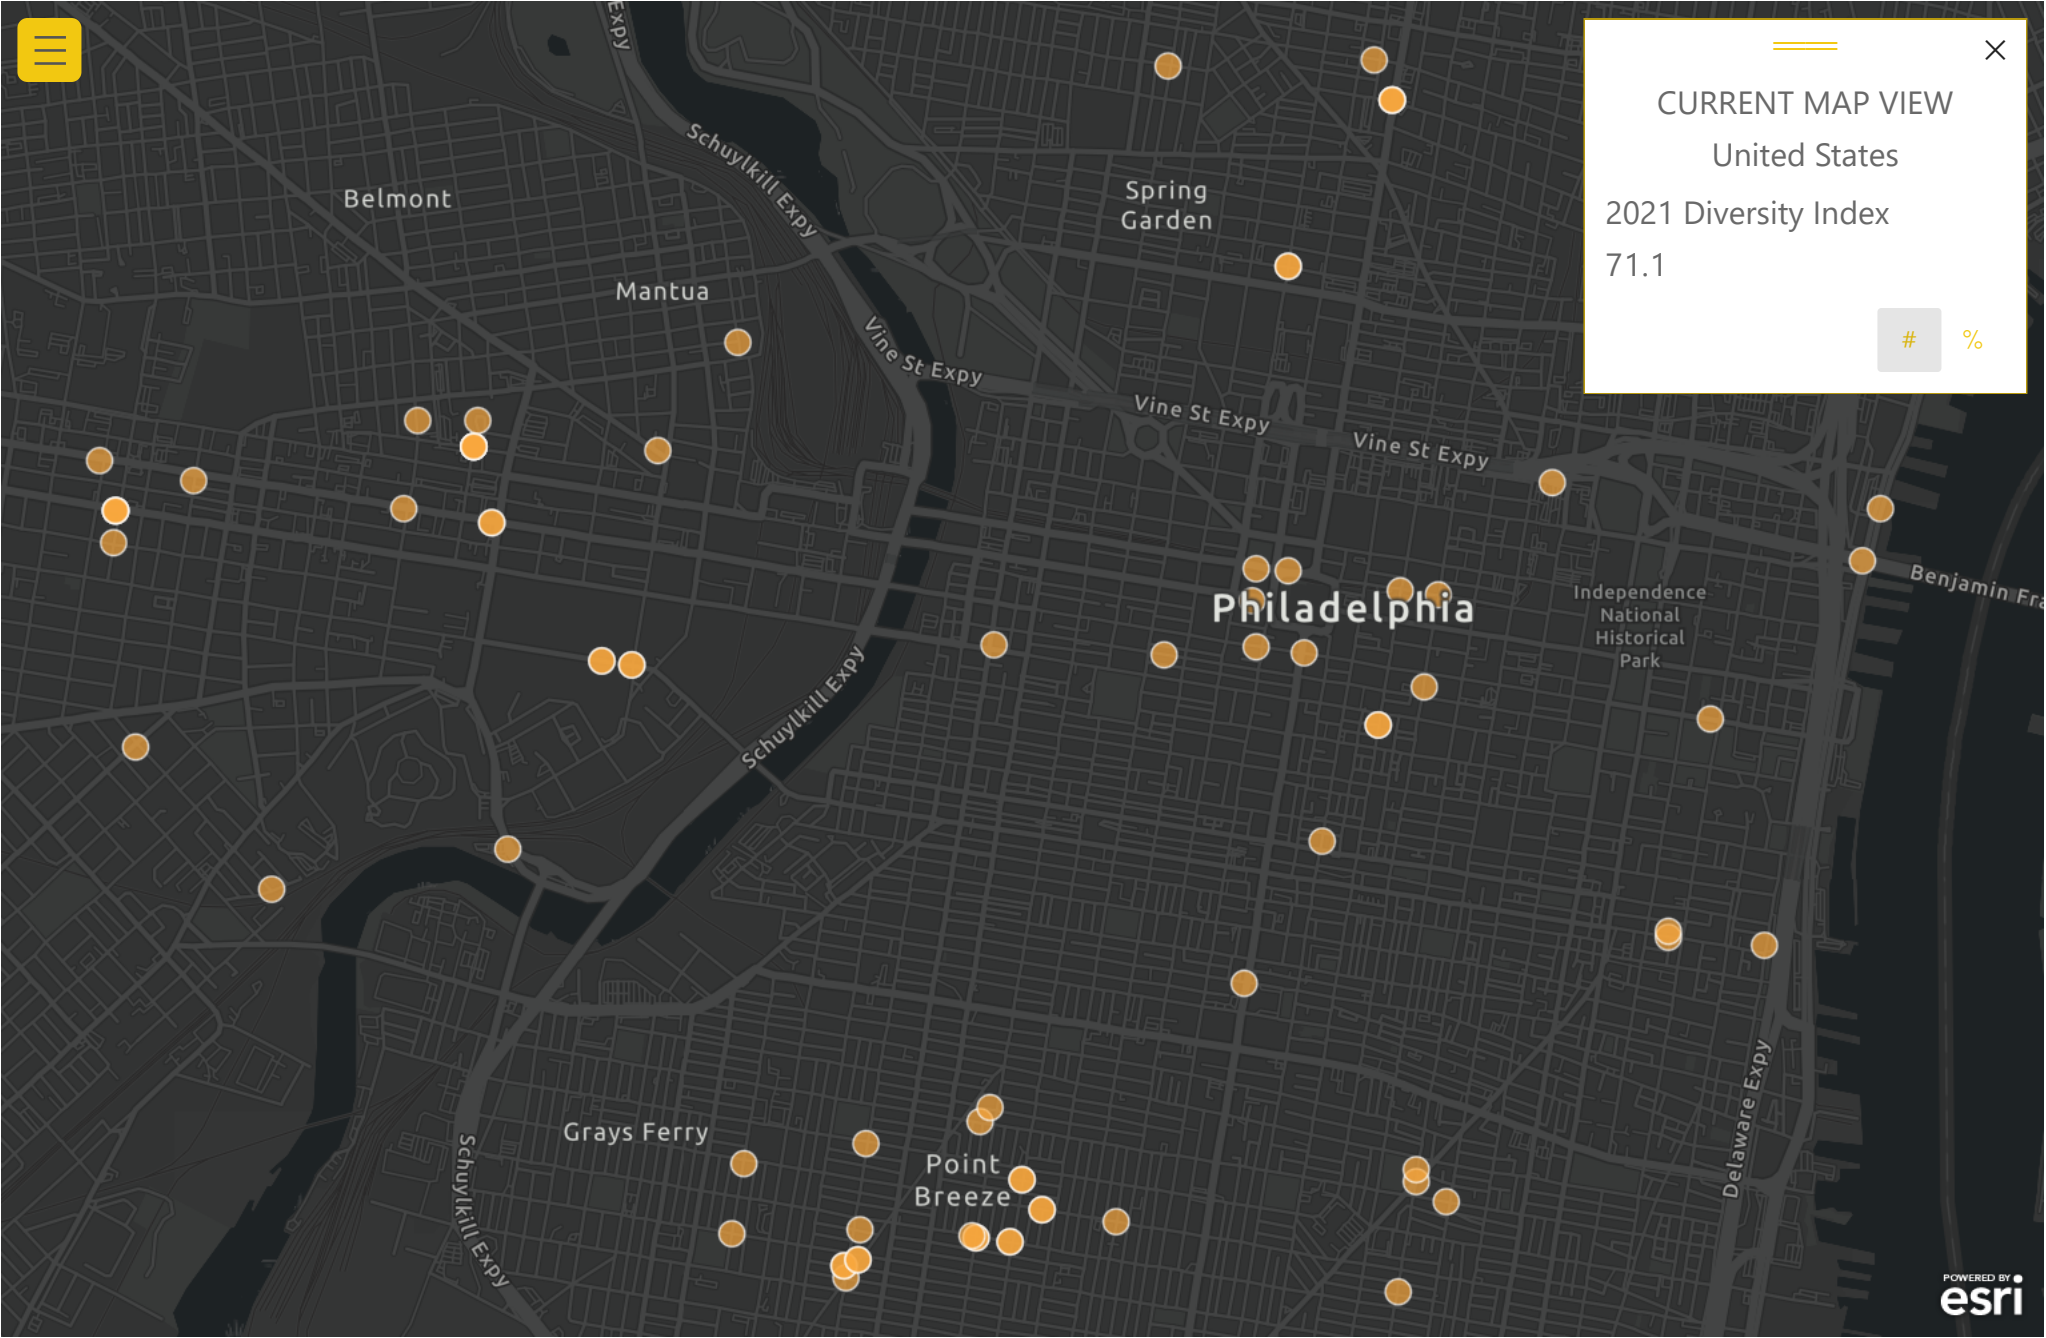 Expy
CURRENT MAP VIEW
United States
2021 Diversity Index
71.1
#
%
Schuylkill Expy
Belmont
Spring
Garden
Mantua
Vine St Expy
Vine St Expy
Vine St Expy
Benjamin Fra
Independence
National
Historical
Park
Philadelphia
Schuylkill Expy
Delaware Expy
Grays Ferry
Point
Breeze
Schuylkill Expy
POWERED BY
esri